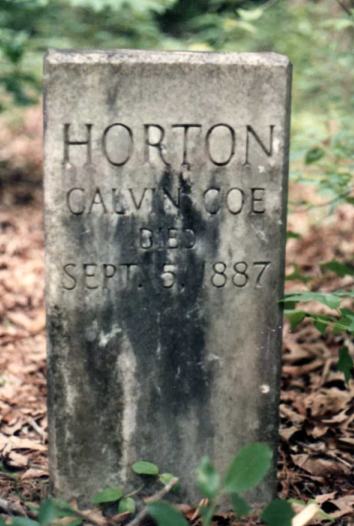 HORTON
CALVIN COE
DIED
SEPT. 5, 1887